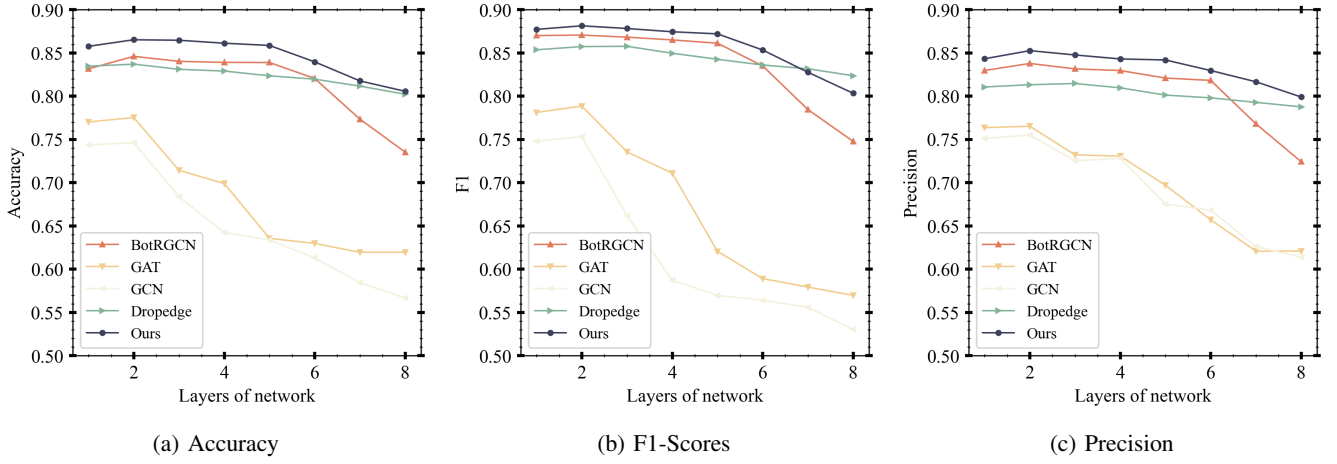 0.90
0.85
0.80
0.75
0.70
0.65
0.60
0.55
0.50
Accuracy
BotRGCN
GAT
GCN
Dropedge
Ours
2 4 6 8
Layers of network
(a) Accuracy
0.90
0.85
0.80
0.75
0.70
0.65
0.60
0.55
0.50
F1
BotRGCN
GAT
GCN
Dropedge
Ours
2 4 6 8
Layers of network
(b) F1-Scores
0.90
0.85
0.80
0.75
0.70
0.65
0.60
0.55
0.50
Precision
BotRGCN
GAT
GCN
Dropedge
Ours
2 4 6 8
Layers of network
(c) Precision